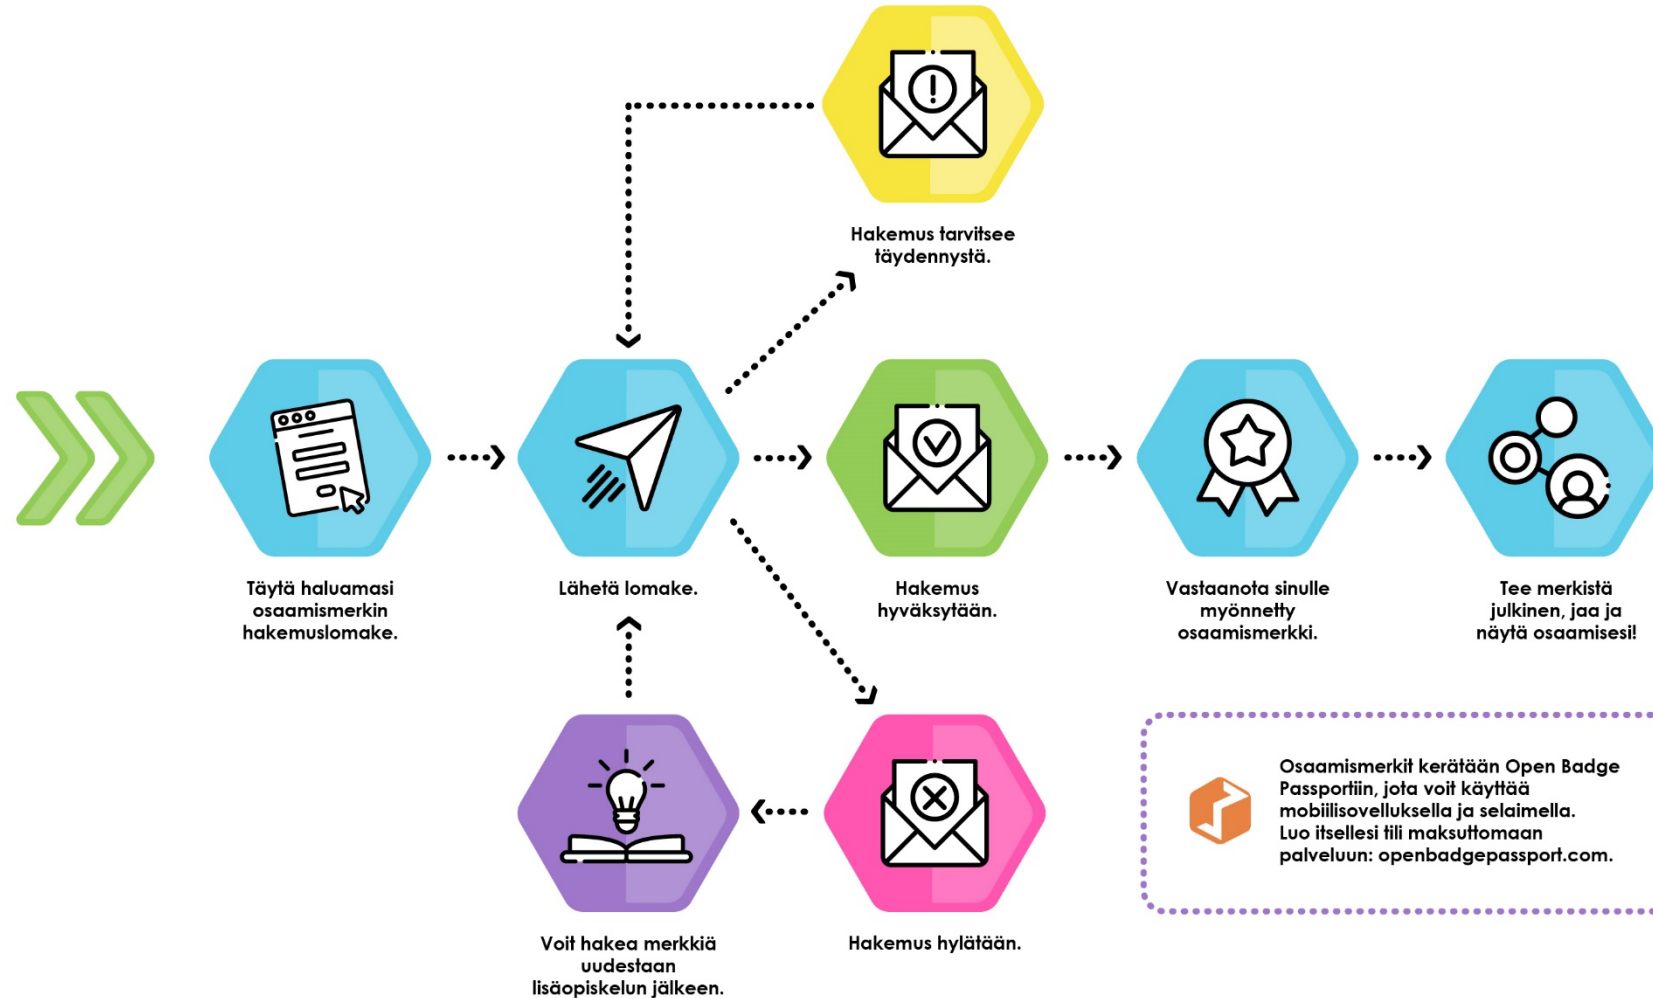 Hakemus tarvitsee
täydennystä.
Täytä haluamasi
osaamismerkin
hakemuslomake.
Lähetä lomake.
Hakemus
hyväksytään.
Vastaanota sinulle
myönnetty
osaamismerkki.
Tee merkistä
julkinen, jaa ja
näytä osaamisesi!
Voit hakea merkkiä
uudestaan
lisäopiskelun jälkeen.
Hakemus hylätään.
Osaamismerkit kerätään Open Badge
Passportiin, jota voit käyttää
mobiilisovelluksella ja selaimella.
Luo itsellesi tili maksuttomaan
palveluun: openbadgepassport.com.